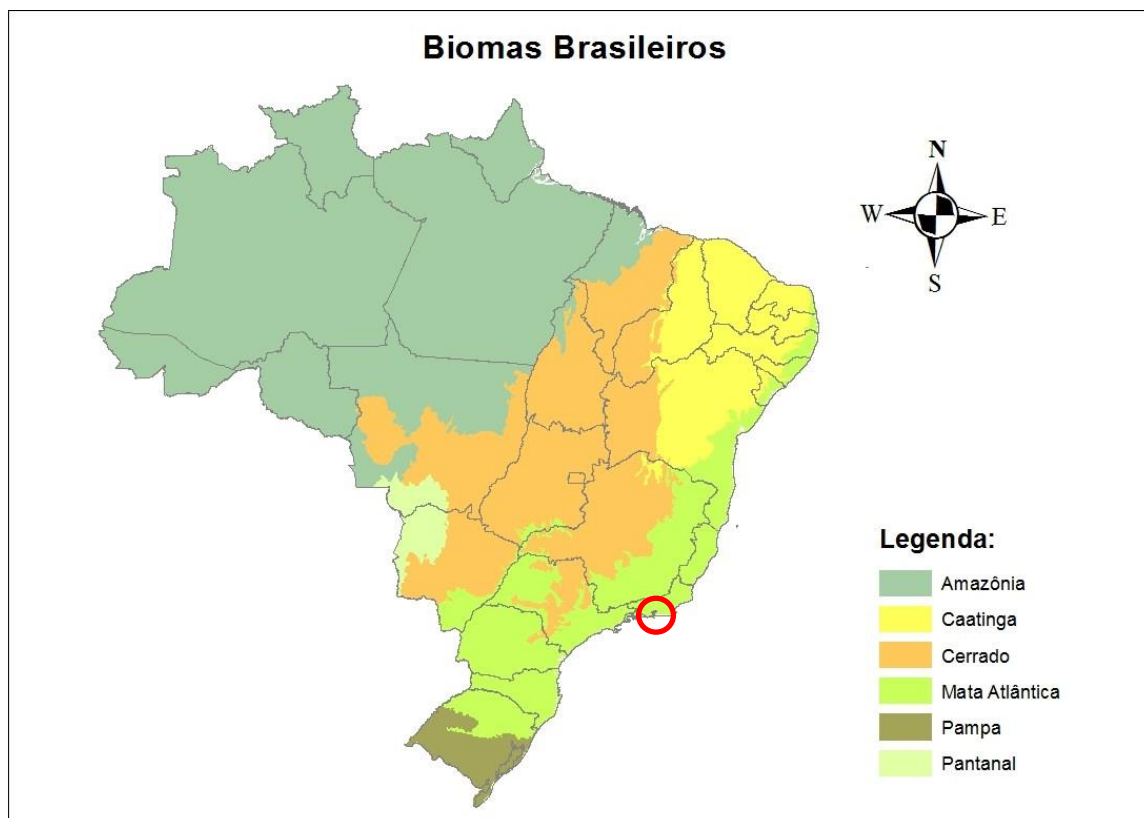 Biomas Brasileiros
N
W
E
S
Legenda:
Amazônia
Caatinga
Cerrado
Mata Atlântica
Pampa
Pantanal